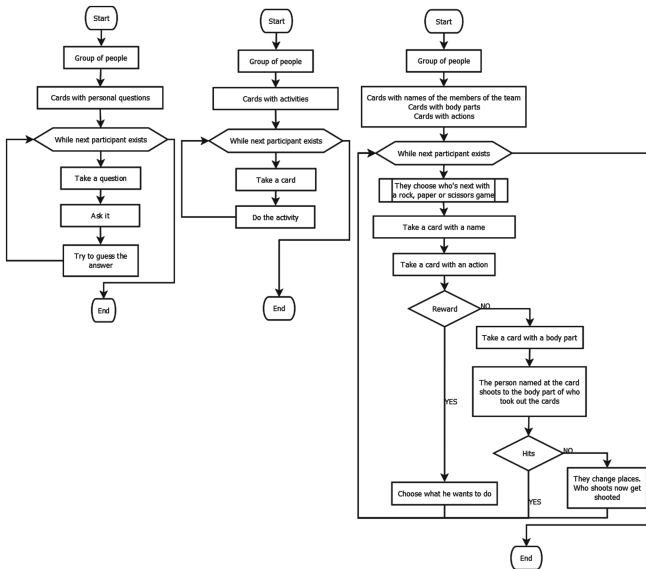 Start
Group of people
Cards with personal questions
While next participant exists
Take a question
Ask it
Try to guess the
answer
End
Start
Group of people
Cards with activities
While next participant exists
Take a card
Do the activity
End
Start
Group of people
Cards with names of the members of the team
Cards with body parts
Cards with actions
While next participant exists
They choose who's next with
a rock, paper or scissors game
Take a card with a name
Take a card with an action
Reward
NO
Take a card with a body part
The person named at the card
shoots to the body part of who
took out the cards
YES
Hits
NO
They change places.
Who shoots now get
shooted
Choose what he wants to do
YES
End